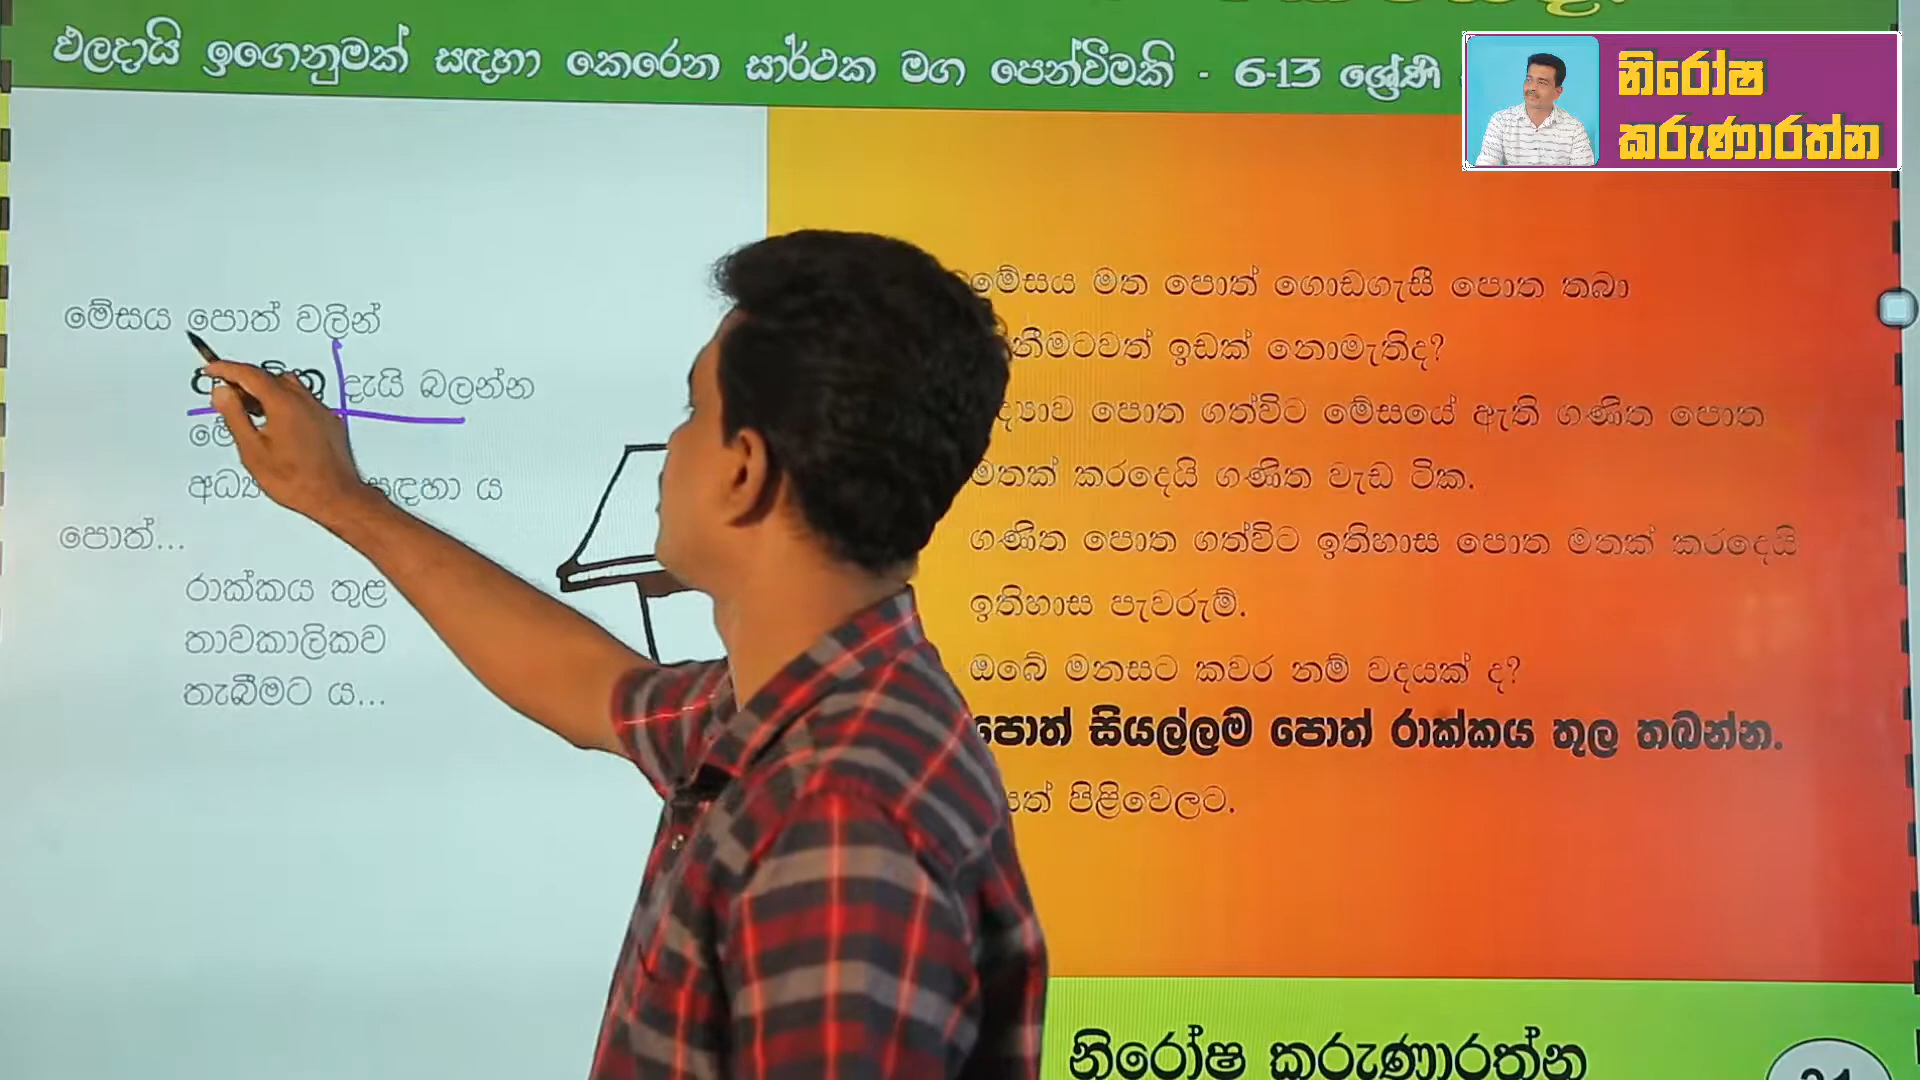 ඵලදායි ඉගෙනුමක් සඳහා කෙරෙන සාර්ථක මග පෙන්වීමකි - 6-13 ශ්‍රේණි
නිරෝෂ
කරුණාරත්න
මේසය පොත් වලින්
දැයි බලන්න
සඳහා ය
පොත්...
රාක්කය තුළ
තාවකාලිකව
තැබීමට ය...
මේසය මත පොත් ගොඩගැසී පොත තබා
ඉඩක් නොමැතිද?
පොත ගත්විට මේසයේ ඇති ගණිත පොත
මතක් කරදෙයි ගණිත වැඩ ටික.
ගණිත පොත ගත්විට ඉතිහාස පොත මතක් කරදෙයි
ඉතිහාස පැවරුම්.
ඔබේ මනසට කවර නම් වදයක් ද?
පොත් සියල්ලම පොත් රාක්කය තුල තබන්න.
පිළිවෙලට.
නිරෝෂ කරුණාරත්න